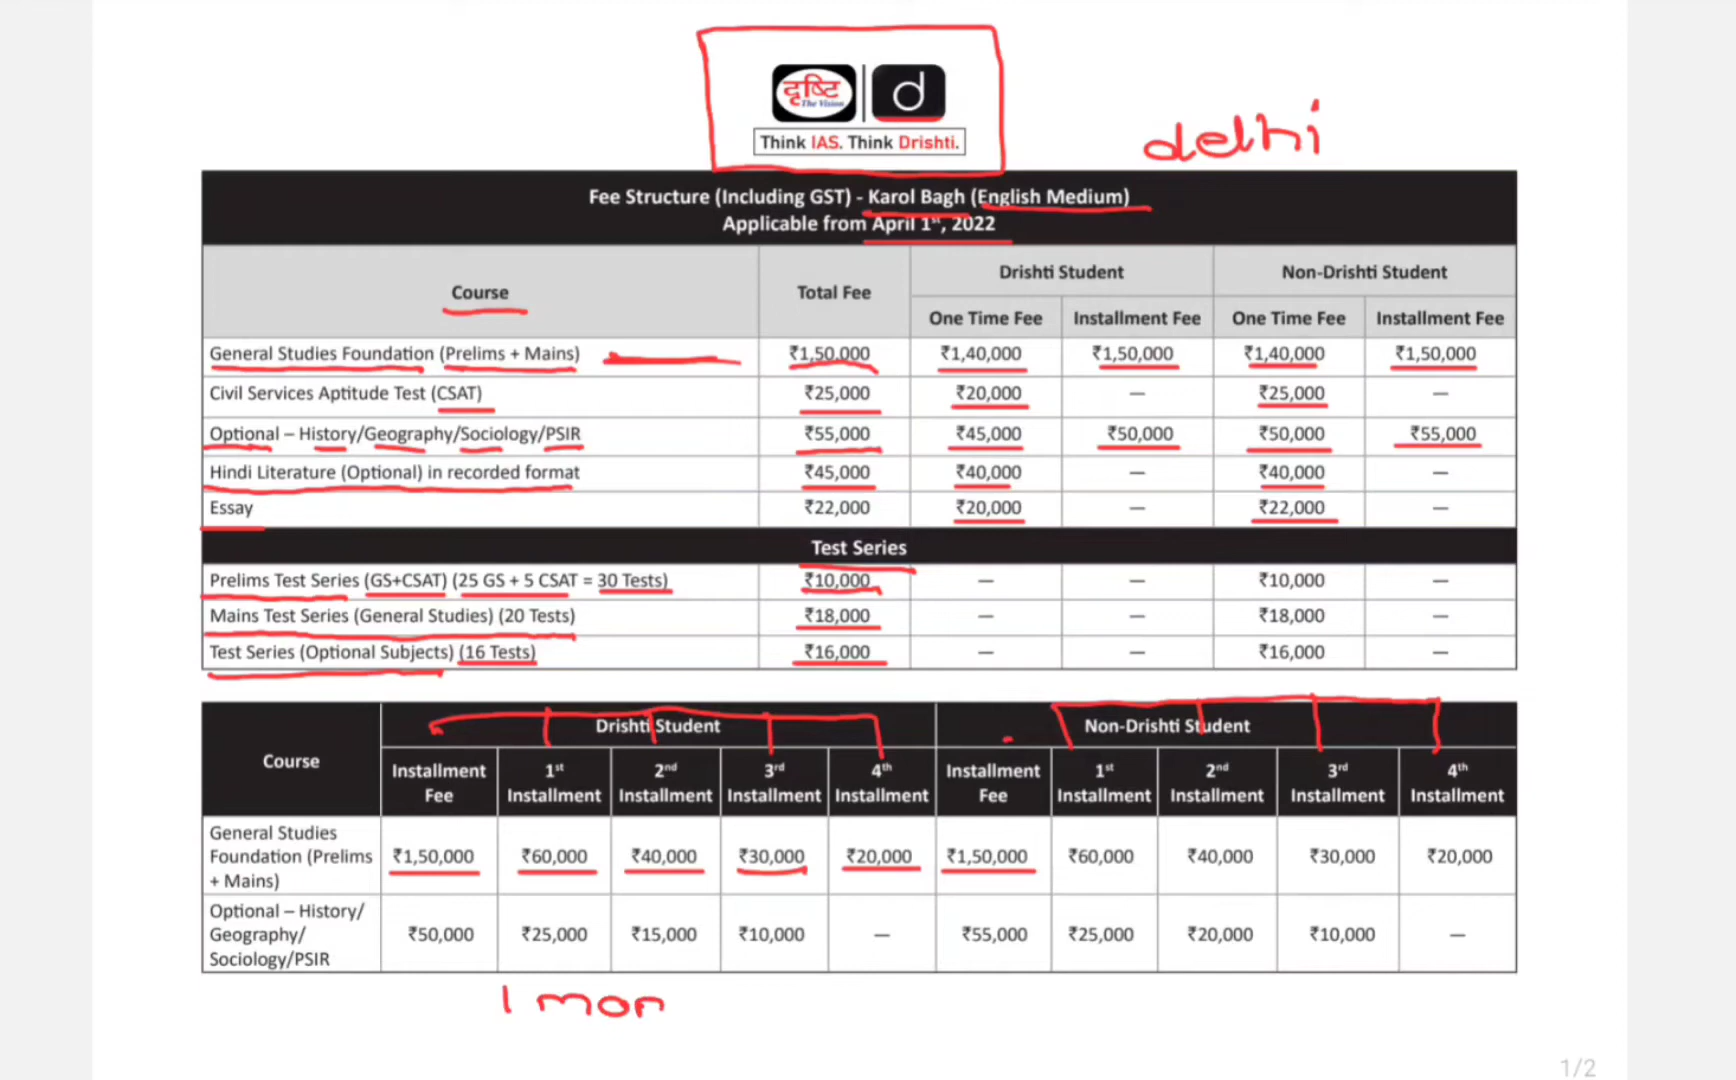 दृष्टि
The Vision
d
Think IAS. Think Drishti.
delhi
Fee Structure (Including GST) - Karol Bagh (English Medium)
Applicable from April 1st, 2022
Course Total Fee Drishti Student Non-Drishti Student
One Time Fee Installment Fee One Time Fee Installment Fee
General Studies Foundation (Prelims + Mains) ₹1,50,000 ₹1,40,000 ₹1,50,000 ₹1,40,000 ₹1,50,000
Civil Services Aptitude Test (CSAT) ₹25,000 ₹20,000 — ₹25,000 —
Optional – History/Geography/Sociology/PSIR ₹55,000 ₹45,000 ₹50,000 ₹50,000 ₹55,000
Hindi Literature (Optional) in recorded format ₹45,000 ₹40,000 — ₹40,000 —
Essay ₹22,000 ₹20,000 — ₹22,000 —
Test Series
Prelims Test Series (GS+CSAT) (25 GS + 5 CSAT = 30 Tests) ₹10,000 — — ₹10,000 —
Mains Test Series (General Studies) (20 Tests) ₹18,000 — — ₹18,000 —
Test Series (Optional Subjects) (16 Tests) ₹16,000 — — ₹16,000 —
Course Drishti Student Non-Drishti Student
Installment Fee 1st Installment 2nd Installment 3rd Installment 4th Installment Installment Fee 1st Installment 2nd Installment 3rd Installment 4th Installment
General Studies Foundation (Prelims + Mains) ₹1,50,000 ₹60,000 ₹40,000 ₹30,000 ₹20,000 ₹1,50,000 ₹60,000 ₹40,000 ₹30,000 ₹20,000
Optional – History/Geography/Sociology/PSIR ₹50,000 ₹25,000 ₹15,000 ₹10,000 — ₹55,000 ₹25,000 ₹20,000 ₹10,000 —
1 mon
1/2